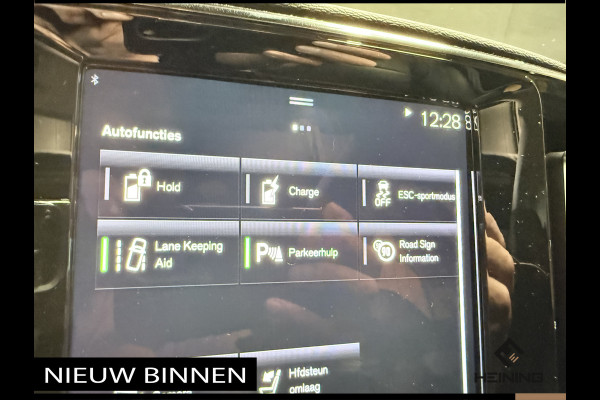 12:28
Autofuncties
Hold
Charge
ESC-sportmodus
OFF
Lane Keeping
Aid
P
Parkeerhulp
90
Road Sign
Information
Hfdsteun
omlaag
NIEUW BINNEN
HEINING